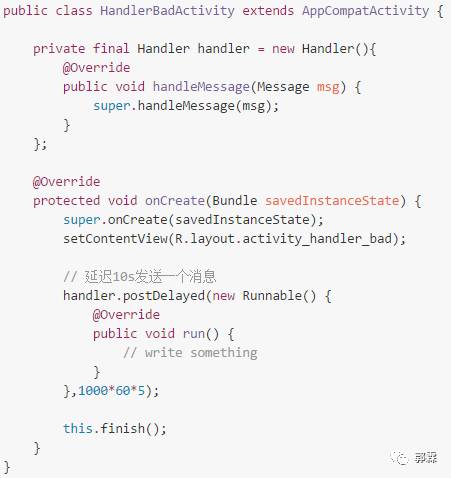 public class HandlerBadActivity extends AppCompatActivity {
    private final Handler handler = new Handler(){
        @Override
        public void handleMessage(Message msg) {
            super.handleMessage(msg);
        }
    };
    @Override
    protected void onCreate(Bundle savedInstanceState) {
        super.onCreate(savedInstanceState);
        setContentView(R.layout.activity_handler_bad);
        // 延迟10s发送一个消息
        handler.postDelayed(new Runnable() {
            @Override
            public void run() {
                // write something
            }
        },1000*60*5);
        this.finish();
    }
}
郭霖